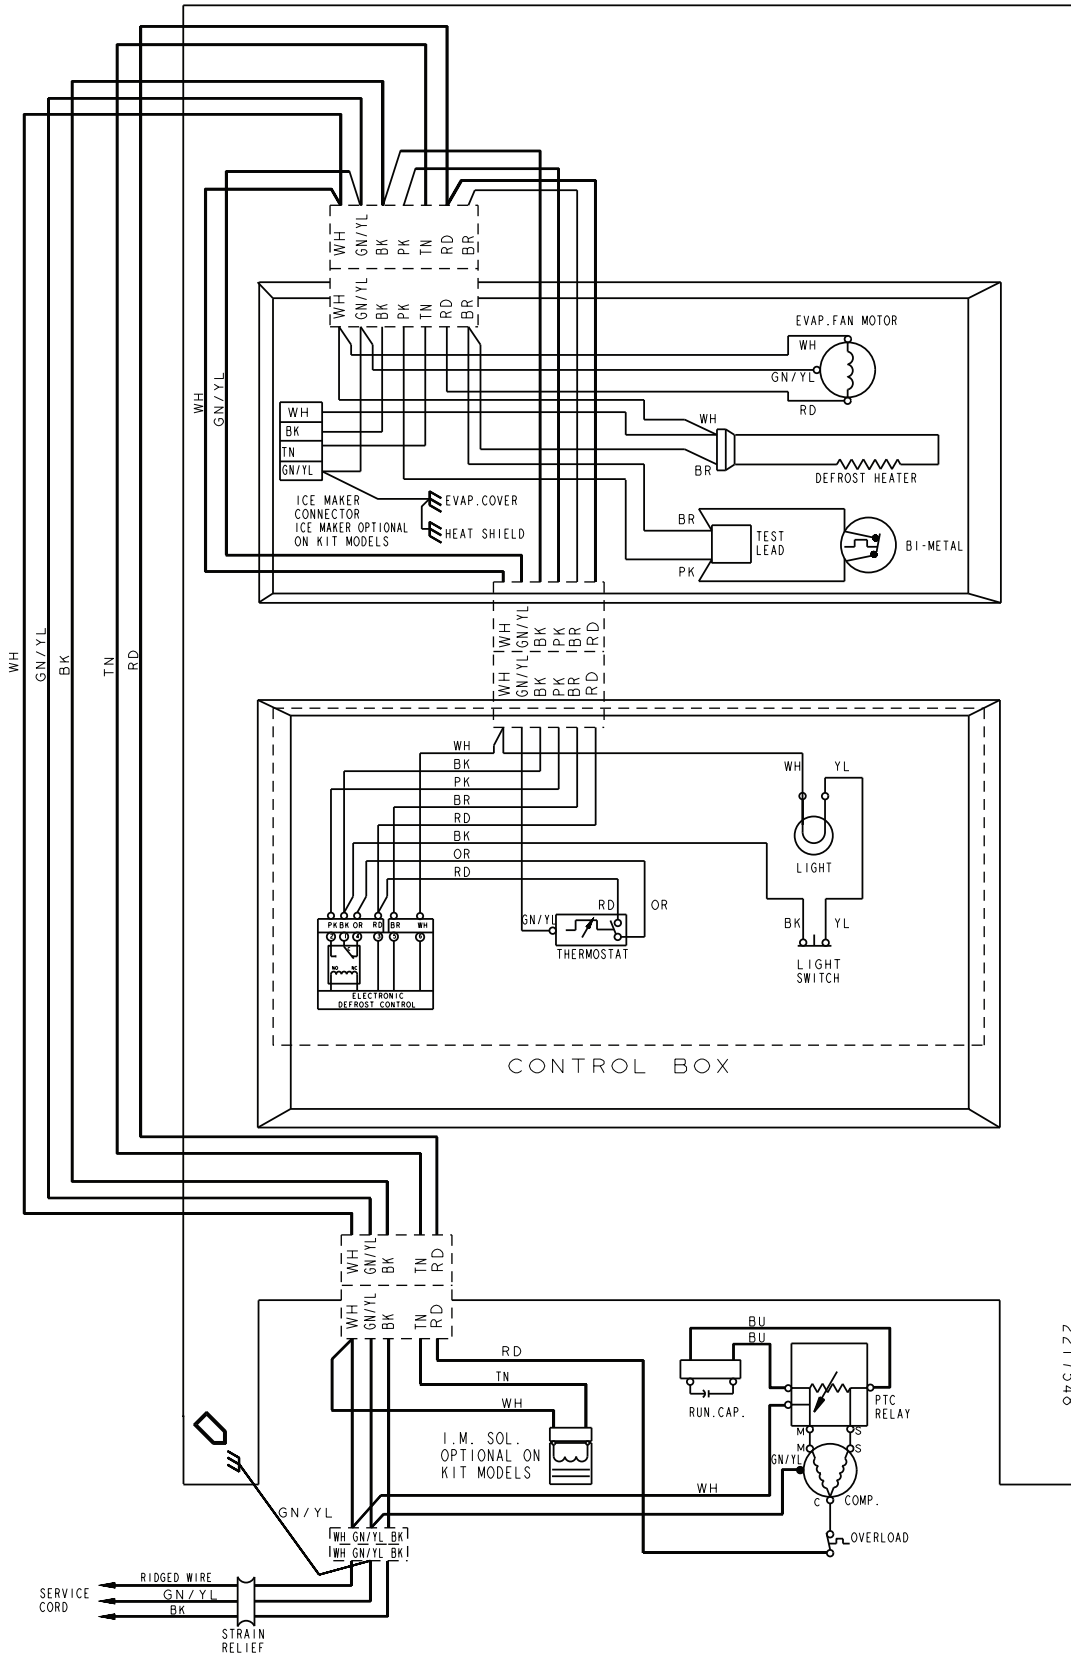 WH
GN/YL
BK
PK
TN
RD
BR
WH
GN/YL
BK
PK
TN
RD
BR
EVAP.FAN MOTOR
WH
GN/YL
RD
WH
GN/YL
WH
BK
TN
GN/YL
WH
BR
DEFROST HEATER
ICE MAKER
CONNECTOR
ICE MAKER OPTIONAL
ON KIT MODELS
EVAP.COVER
HEAT SHIELD
BR
TEST
LEAD
PK
BI-METAL
WH
GN/YL
BK
TN
RD
WH
GN/YL
BK
PK
BR
RD
WH
GN/YL
BK
PK
BR
RD
WH
BK
PK
BR
RD
BK
OR
RD
WH
YL
LIGHT
RD
OR
GN/YL
THERMOSTAT
BK
YL
LIGHT
SWITCH
PK BK OR RD BR WH
2 1 4 3 5 6
NO NC
ELECTRONIC
DEFROST CONTROL
CONTROL BOX
WH
GN/YL
BK
TN
RD
WH
GN/YL
BK
TN
RD
RD
TN
WH
BU
BU
RUN.CAP.
PTC
RELAY
M S
M S
GN/YL
C
COMP.
OVERLOAD
I.M. SOL.
OPTIONAL ON
KIT MODELS
WH
GN/YL
WH GN/YL BK
WH GN/YL BK
RIDGED WIRE
GN/YL
BK
SERVICE
CORD
STRAIN
RELIEF